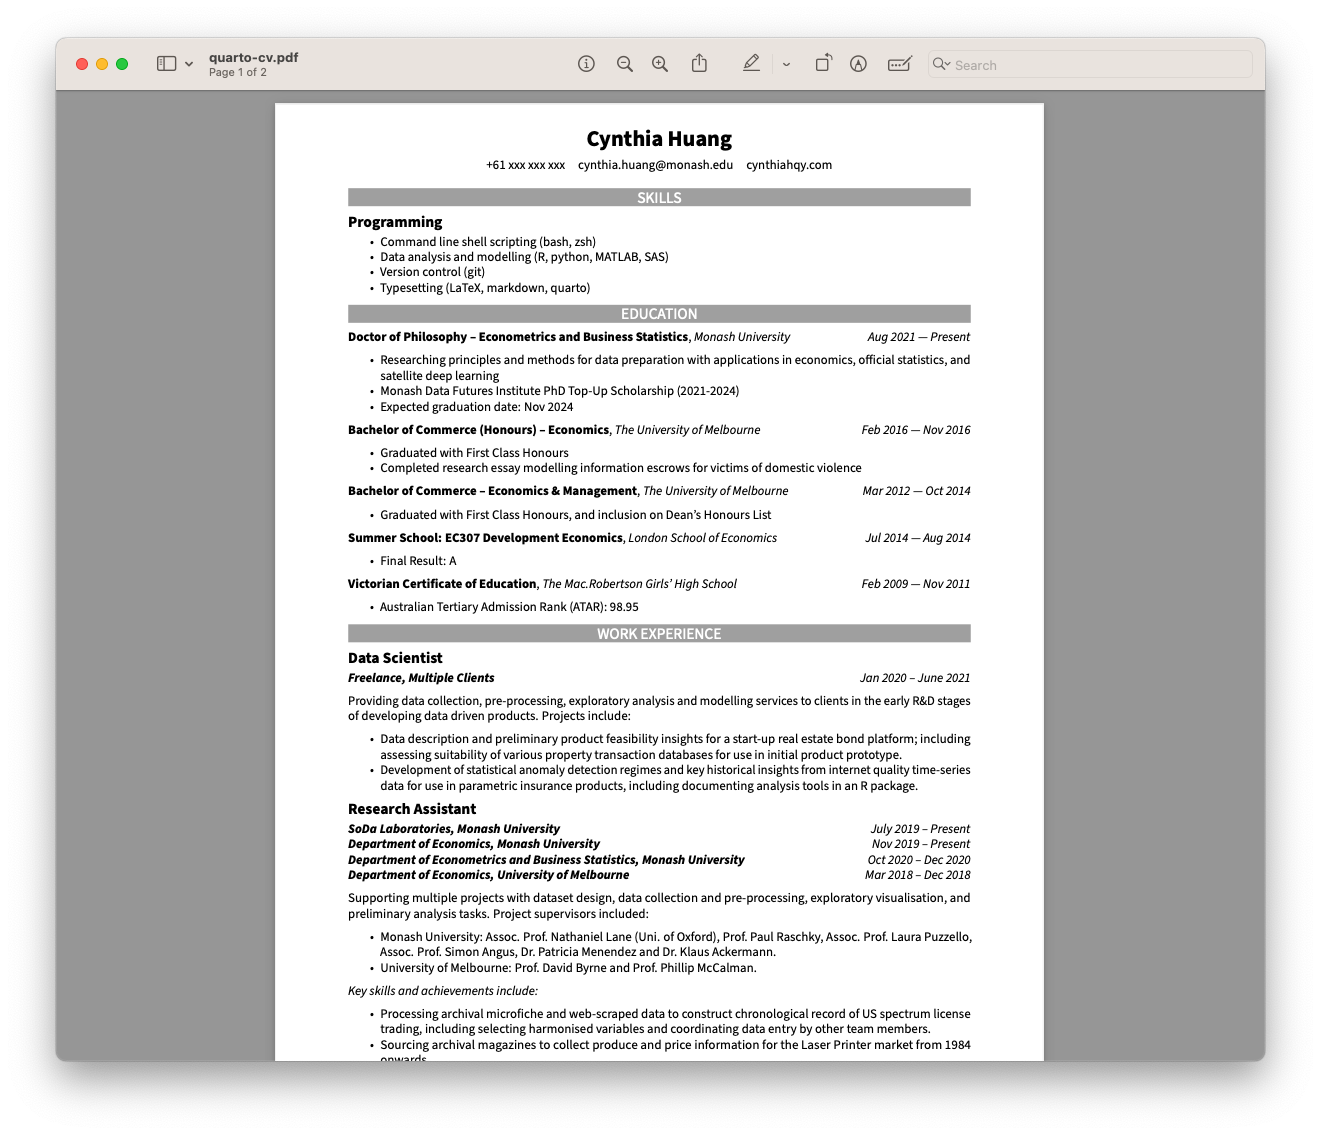 quarto-cv.pdf
Page 1 of 2
Search
Cynthia Huang
+61 xxx xxx xxx cynthia.huang@monash.edu cynthiahqy.com
SKILLS
Programming
• Command line shell scripting (bash, zsh)
• Data analysis and modelling (R, python, MATLAB, SAS)
• Version control (git)
• Typesetting (LaTeX, markdown, quarto)
EDUCATION
Doctor of Philosophy – Econometrics and Business Statistics, Monash University Aug 2021 — Present
• Researching principles and methods for data preparation with applications in economics, official statistics, and
satellite deep learning
• Monash Data Futures Institute PhD Top-Up Scholarship (2021-2024)
• Expected graduation date: Nov 2024
Bachelor of Commerce (Honours) – Economics, The University of Melbourne Feb 2016 — Nov 2016
• Graduated with First Class Honours
• Completed research essay modelling information escrows for victims of domestic violence
Bachelor of Commerce – Economics & Management, The University of Melbourne Mar 2012 — Oct 2014
• Graduated with First Class Honours, and inclusion on Dean’s Honours List
Summer School: EC307 Development Economics, London School of Economics Jul 2014 — Aug 2014
• Final Result: A
Victorian Certificate of Education, The Mac.Robertson Girls’ High School Feb 2009 — Nov 2011
• Australian Tertiary Admission Rank (ATAR): 98.95
WORK EXPERIENCE
Data Scientist
Freelance, Multiple Clients Jan 2020 – June 2021
Providing data collection, pre-processing, exploratory analysis and modelling services to clients in the early R&D stages
of developing data driven products. Projects include:
• Data description and preliminary product feasibility insights for a start-up real estate bond platform; including
assessing suitability of various property transaction databases for use in initial product prototype.
• Development of statistical anomaly detection regimes and key historical insights from internet quality time-series
data for use in parametric insurance products, including documenting analysis tools in an R package.
Research Assistant
SoDa Laboratories, Monash University July 2019 – Present
Department of Economics, Monash University Nov 2019 – Present
Department of Econometrics and Business Statistics, Monash University Oct 2020 – Dec 2020
Department of Economics, University of Melbourne Mar 2018 – Dec 2018
Supporting multiple projects with dataset design, data collection and pre-processing, exploratory visualisation, and
preliminary analysis tasks. Project supervisors included:
• Monash University: Assoc. Prof. Nathaniel Lane (Uni. of Oxford), Prof. Paul Raschky, Assoc. Prof. Laura Puzzello,
Assoc. Prof. Simon Angus, Dr. Patricia Menendez and Dr. Klaus Ackermann.
• University of Melbourne: Prof. David Byrne and Prof. Phillip McCalman.
Key skills and achievements include:
• Processing archival microfiche and web-scraped data to construct chronological record of US spectrum license
trading, including selecting harmonised variables and coordinating data entry by other team members.
• Sourcing archival magazines to collect produce and price information for the Laser Printer market from 1984
onwards